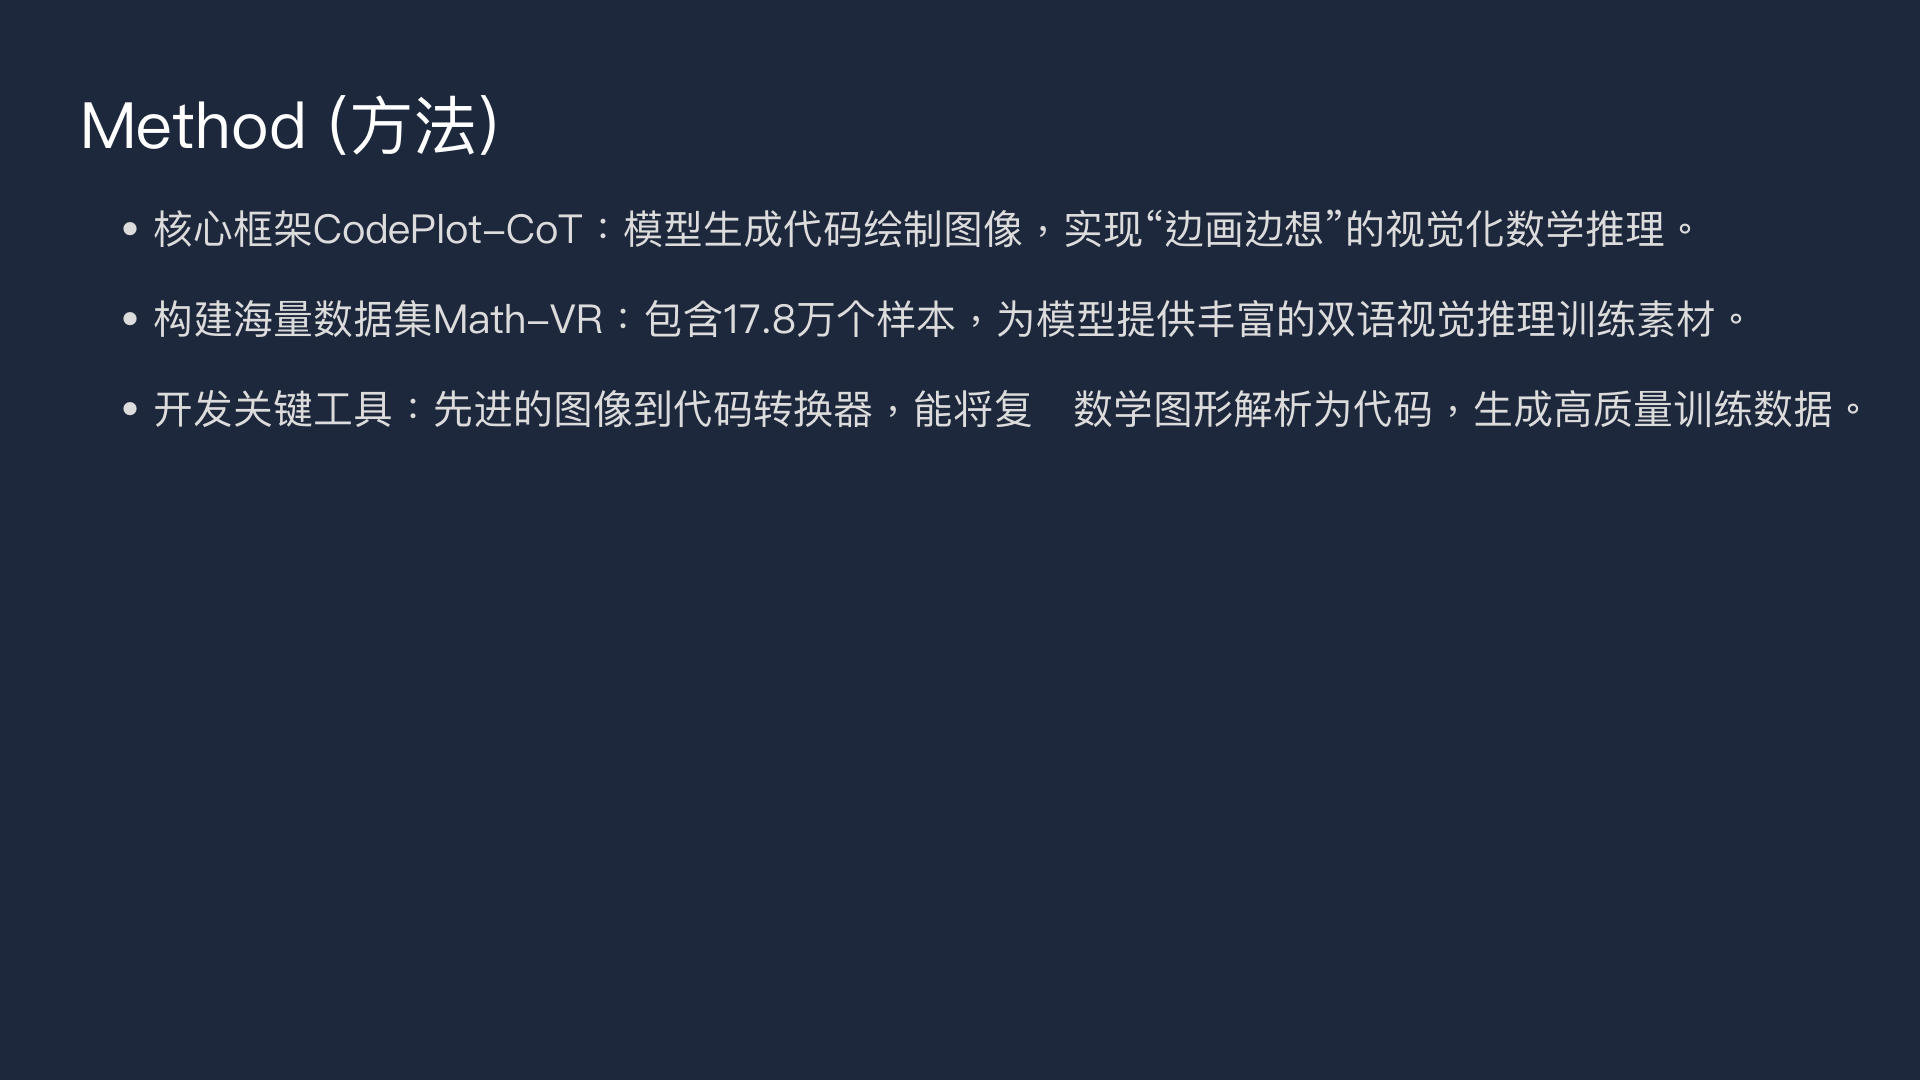 Method (方法)
• 核心框架CodePlot-CoT：模型生成代码绘制图像，实现“边画边想”的视觉化数学推理。
• 构建海量数据集Math-VR：包含17.8万个样本，为模型提供丰富的双语视觉推理训练素材。
• 开发关键工具：先进的图像到代码转换器，能将复 数学图形解析为代码，生成高质量训练数据。